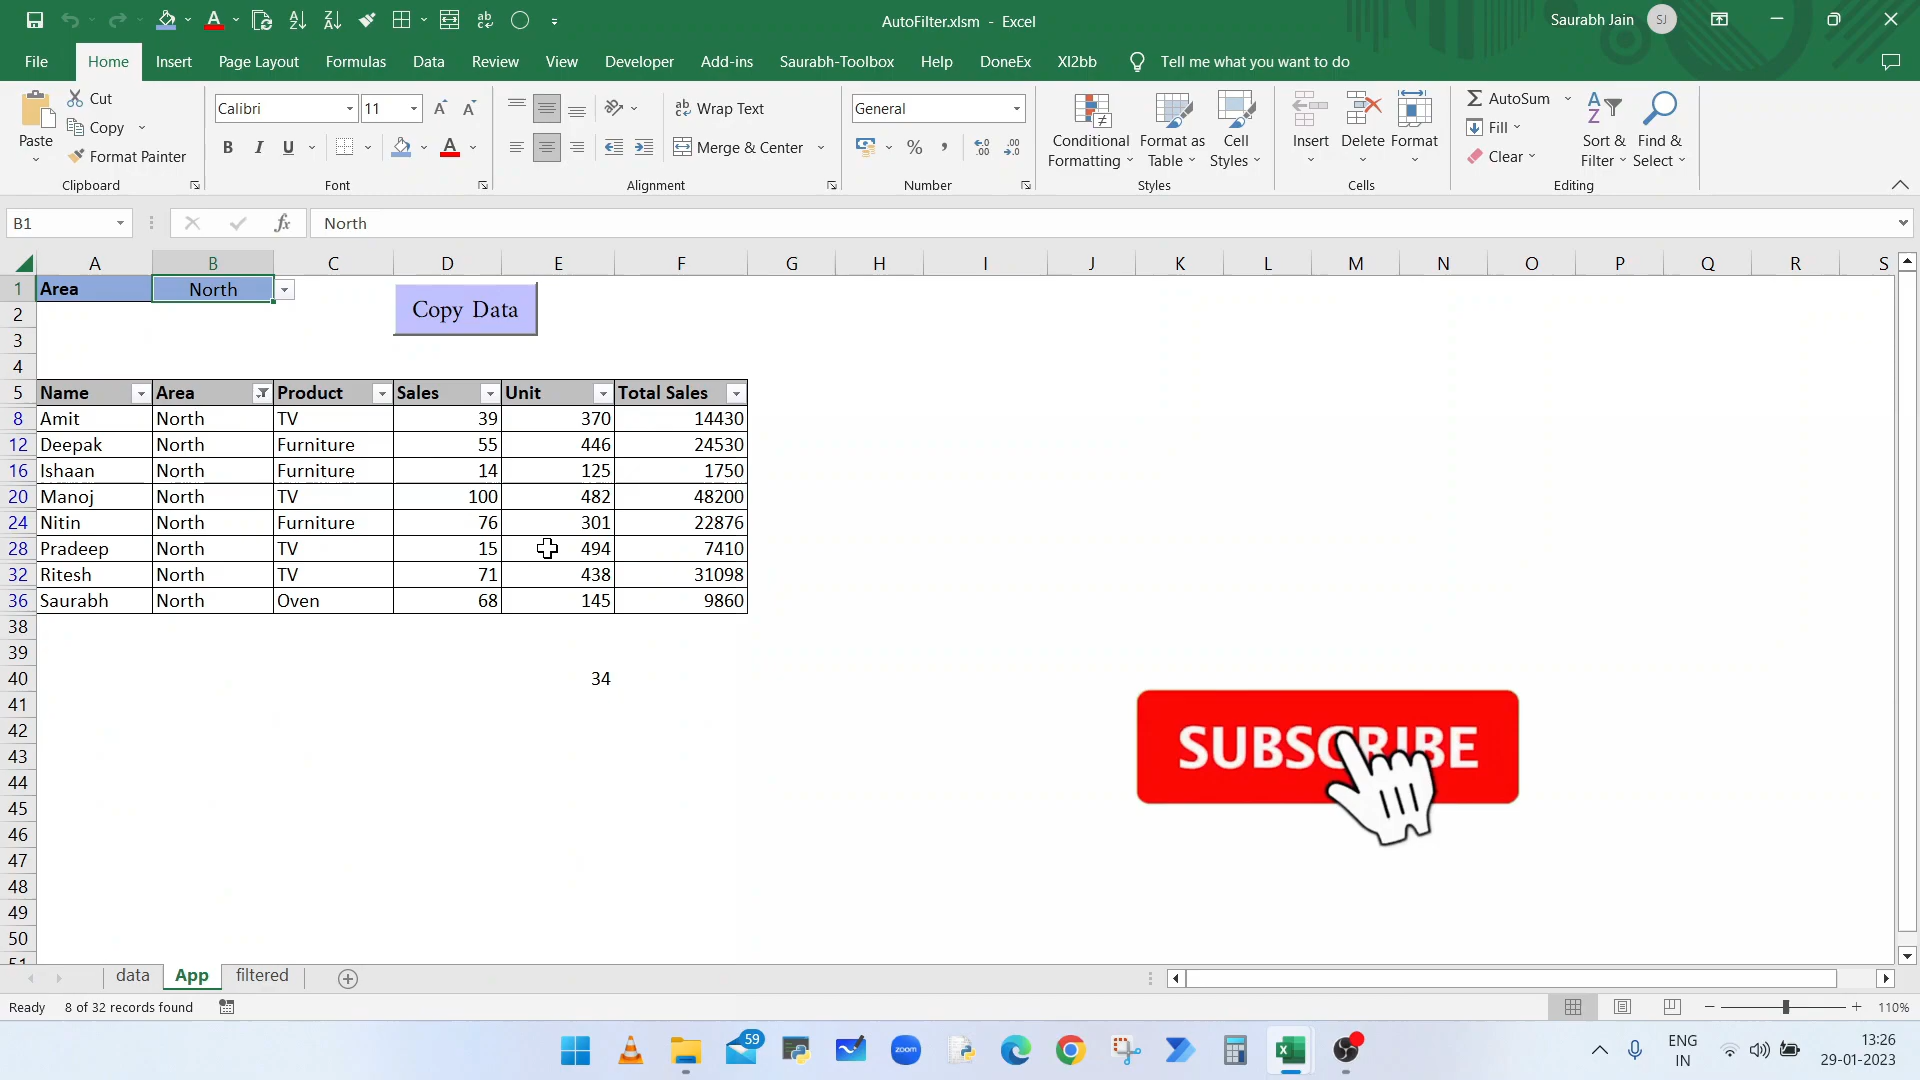 AutoFilter.xlsm - Excel
Saurabh Jain
SJ
File Home Insert Page Layout Formulas Data Review View Developer Add-ins Saurabh-Toolbox Help DoneEx Xl2bb Tell me what you want to do
Paste
Cut
Copy
Format Painter
Clipboard
Calibri 11
B I U
Font
Wrap Text
Merge & Center
Alignment
General
Number
Conditional Formatting
Format as Table
Cell Styles
Styles
Insert Delete Format
Cells
AutoSum
Fill
Clear
Sort & Filter
Find & Select
Editing
B1 fx North
A B C D E F G H I J K L M N O P Q R S
1 Area North
Copy Data
2
3
4
5 Name Area Product Sales Unit Total Sales
8 Amit North TV 39 370 14430
12 Deepak North Furniture 55 446 24530
16 Ishaan North Furniture 14 125 1750
20 Manoj North TV 100 482 48200
24 Nitin North Furniture 76 301 22876
28 Pradeep North TV 15 494 7410
32 Ritesh North TV 71 438 31098
36 Saurabh North Oven 68 145 9860
38
39
40 34
41
42
43
44
45
46
47
48
49
50
51
SUBSCRIBE
data App filtered
Ready 8 of 32 records found
110%
59
zoom
ENG
IN
13:26
29-01-2023